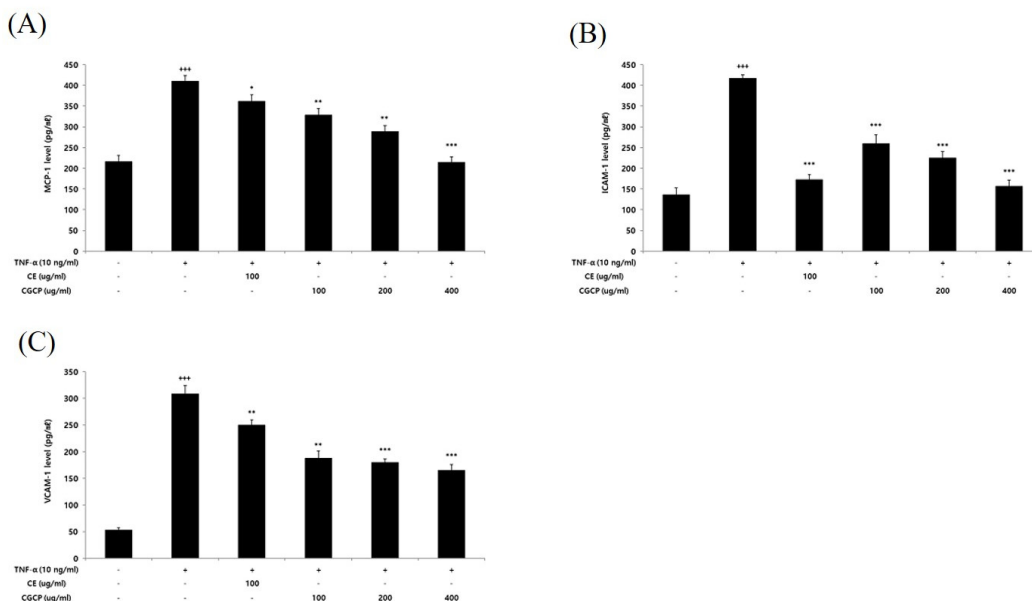 (A)
MCP-1 level (pg/㎖)
450
400
350
300
250
200
150
100
50
0
+++
*
**
**
***
TNF-α (10 ng/ml) - + + + + +
CE (ug/ml) - - 100 - - -
CGCP (ug/ml) - - - 100 200 400
(B)
ICAM-1 level (pg/㎖)
450
400
350
300
250
200
150
100
50
0
+++
***
***
***
***
TNF-α (10 ng/ml) - + + + + +
CE (ug/ml) - - 100 - - -
CGCP (ug/ml) - - - 100 200 400
(C)
VCAM-1 level (pg/㎖)
350
300
250
200
150
100
50
0
+++
**
**
***
***
TNF-α (10 ng/ml) - + + + + +
CE (ug/ml) - - 100 - - -
CGCP (ug/ml) - - - 100 200 400